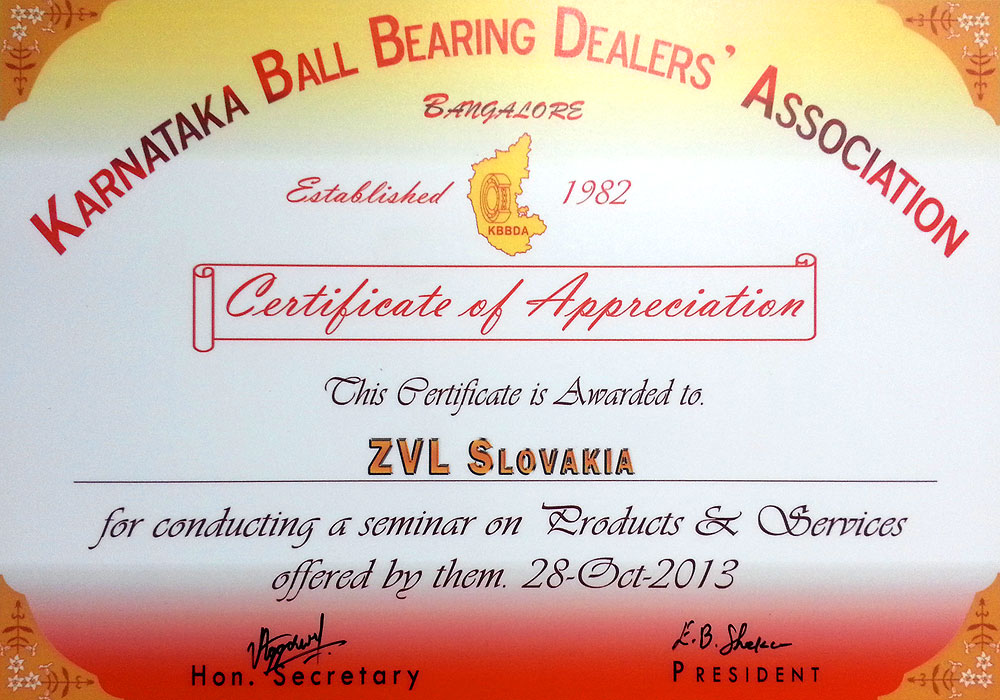 KARNATAKA BALL BEARING DEALERS' ASSOCIATION
BANGALORE
Established 1982
KBBDA
Certificate of Appreciation
This Certificate is Awarded to.
ZVL SLOVAKIA
for conducting a seminar on Products & Services
offered by them. 28-Oct-2013
Hon. Secretary PRESIDENT